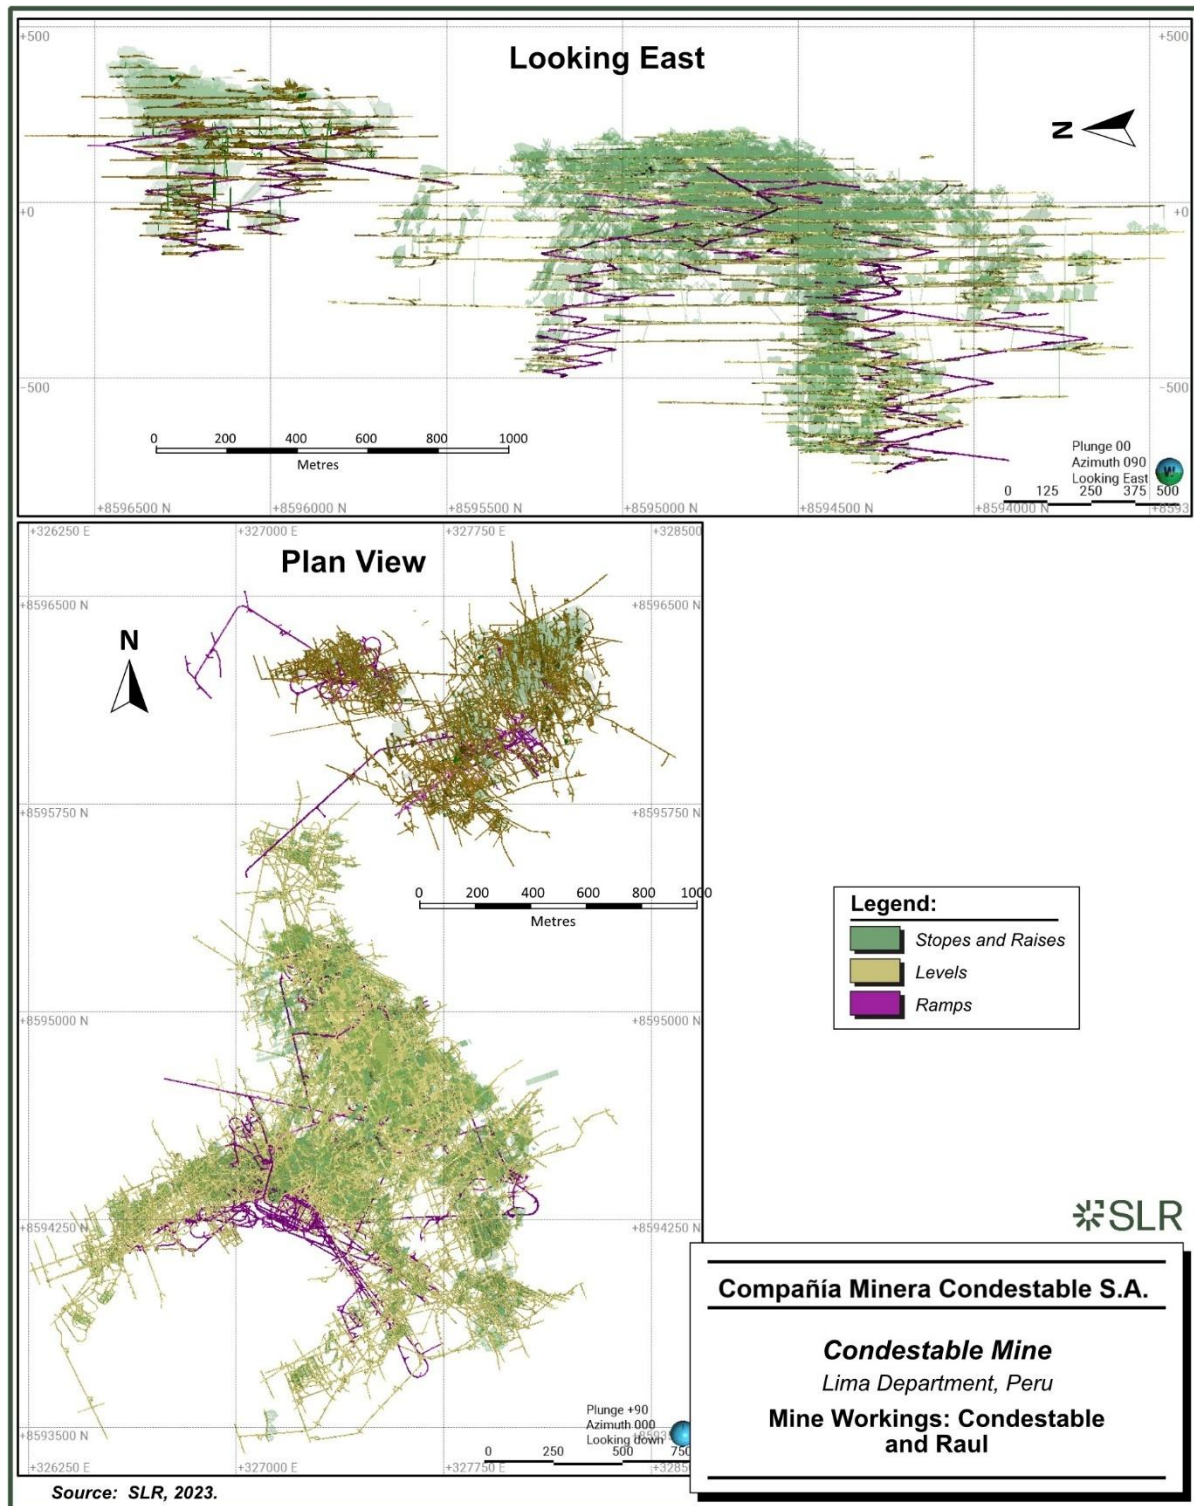 Looking East
+500
+500
N
+0
+0
-500
-500
0 200 400 600 800 1000
Metres
Plunge 00
Azimuth 090
Looking East
W
0 125 250 375 500
+8596500 N +8596000 N +8595500 N +8595000 N +8594500 N +8594000 N +8593
+326250 E +327000 E +327750 E +328500
Plan View
+8596500 N +8596500 N
N
+8595750 N +8595750 N
0 200 400 600 800 1000
Metres
+8595000 N +8595000 N
+8594250 N +8594250 N
Plunge +90
Azimuth 000
Looking down
+8593500 N
0 250 500 750
+326250 E +327000 E +327750 E
Legend:
Stopes and Raises
Levels
Ramps
SLR
Compañía Minera Condestable S.A.
Condestable Mine
Lima Department, Peru
Mine Workings: Condestable
and Raul
Source: SLR, 2023.